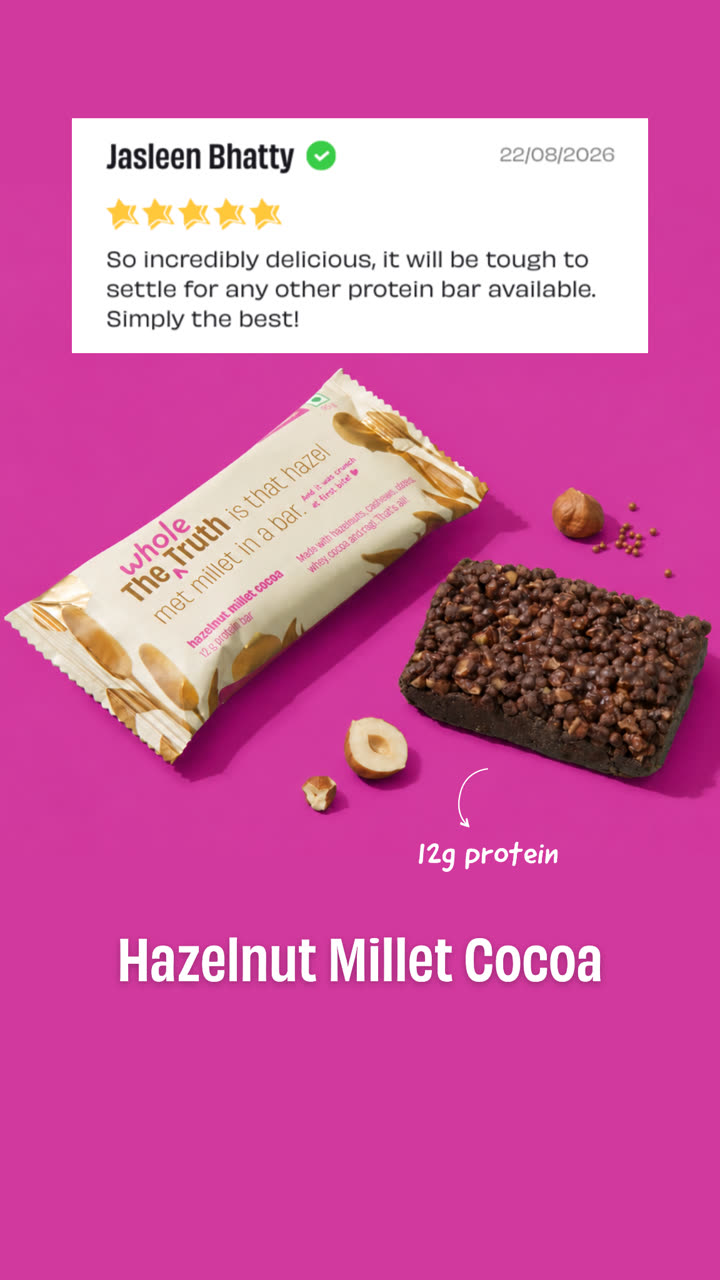 Jasleen Bhatty
22/08/2026
So incredibly delicious, it will be tough to
settle for any other protein bar available.
Simply the best!
whole
The Truth is that hazel
met millet in a bar.
And it was crunch
at first bite!
Made with hazelnuts, cashews, dates,
whey, cocoa and ragi. That's all!
hazelnut millet cocoa
12 g protein bar
12g protein
Hazelnut Millet Cocoa